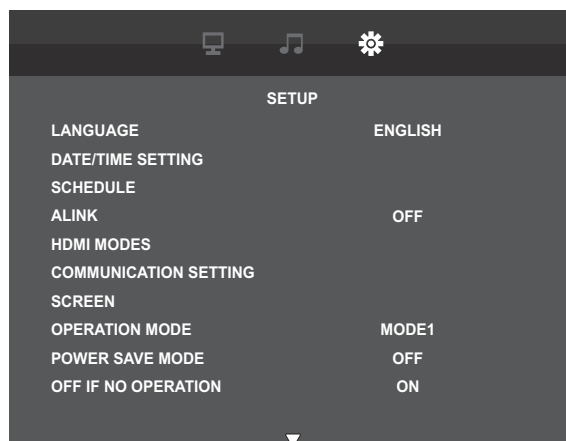 SETUP
LANGUAGE ENGLISH
DATE/TIME SETTING
SCHEDULE
ALINK OFF
HDMI MODES
COMMUNICATION SETTING
SCREEN
OPERATION MODE MODE1
POWER SAVE MODE OFF
OFF IF NO OPERATION ON